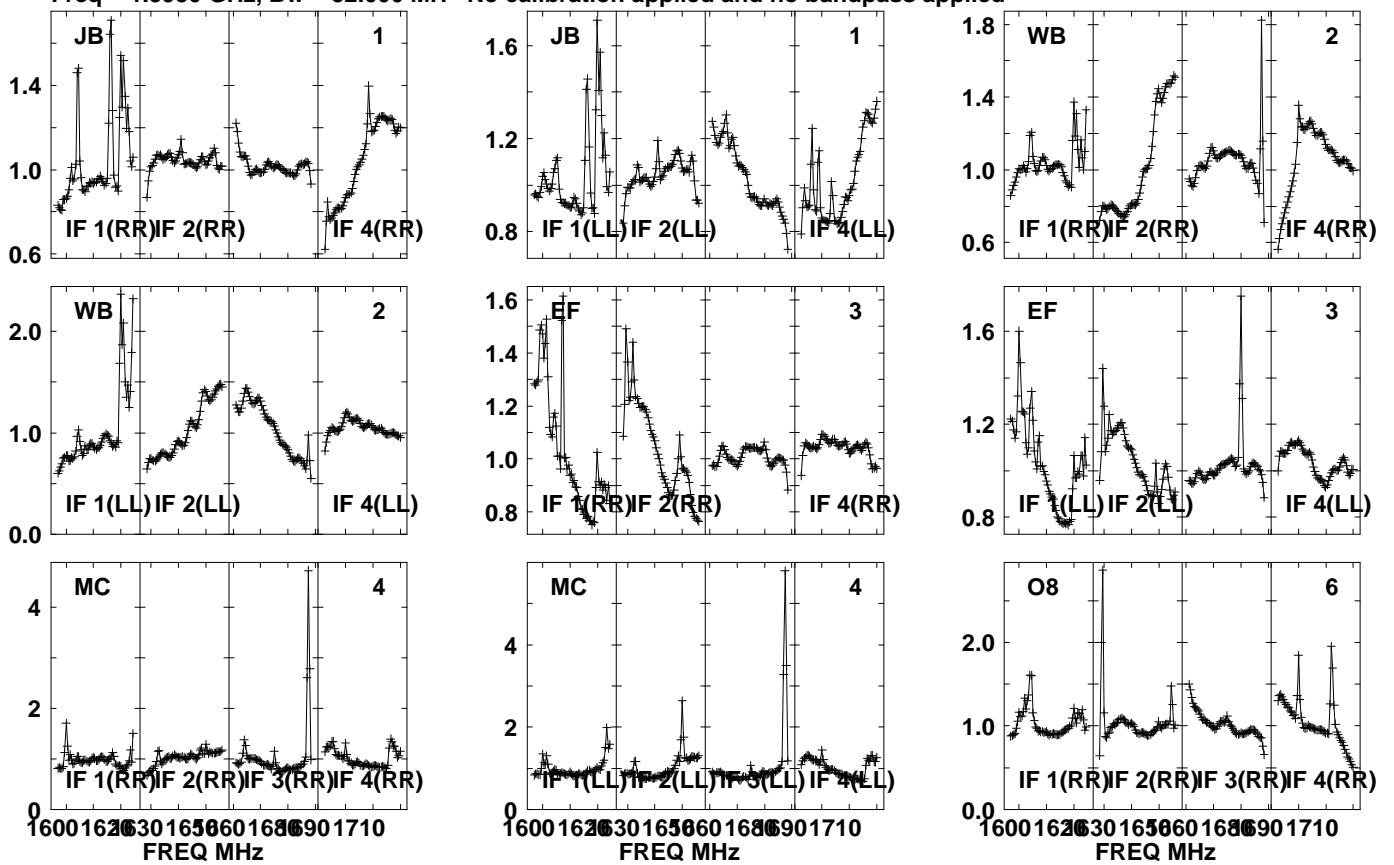 No calibration applied and no bandpass applied
JB 1
1.4
1.0
0.6
IF 1(RR) IF 2(RR) IF 4(RR)
JB 1
1.6
1.2
0.8
IF 1(LL) IF 2(LL) IF 4(LL)
WB 2
1.8
1.4
1.0
0.6
IF 1(RR) IF 2(RR) IF 4(RR)
WB 2
2.0
1.0
0.0
IF 1(LL) IF 2(LL) IF 4(LL)
EF 3
1.6
1.4
1.2
1.0
0.8
IF 1(RR) IF 2(RR) IF 4(RR)
EF 3
1.6
1.2
0.8
IF 1(LL) IF 2(LL) IF 4(LL)
MC 4
4
2
0
IF 1(RR) IF 2(RR) IF 3(RR) IF 4(RR)
1600 1620 1630 1650 1660 1680 1690 1710
FREQ MHz
MC 4
4
2
0
IF 1(LL) IF 2(LL) IF 3(LL) IF 4(LL)
1600 1620 1630 1650 1660 1680 1690 1710
FREQ MHz
O8 6
2.0
1.0
0.0
IF 1(RR) IF 2(RR) IF 3(RR) IF 4(RR)
1600 1620 1630 1650 1660 1680 1690 1710
FREQ MHz